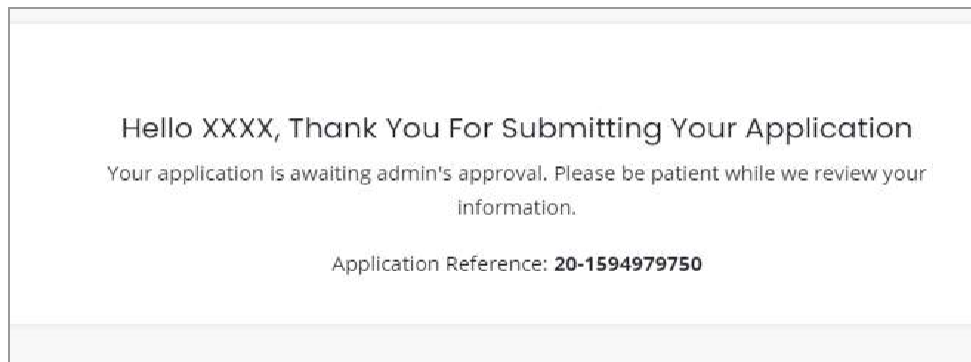 Hello XXXX, Thank You For Submitting Your Application
Your application is awaiting admin's approval. Please be patient while we review your
information.
Application Reference: 20-1594979750